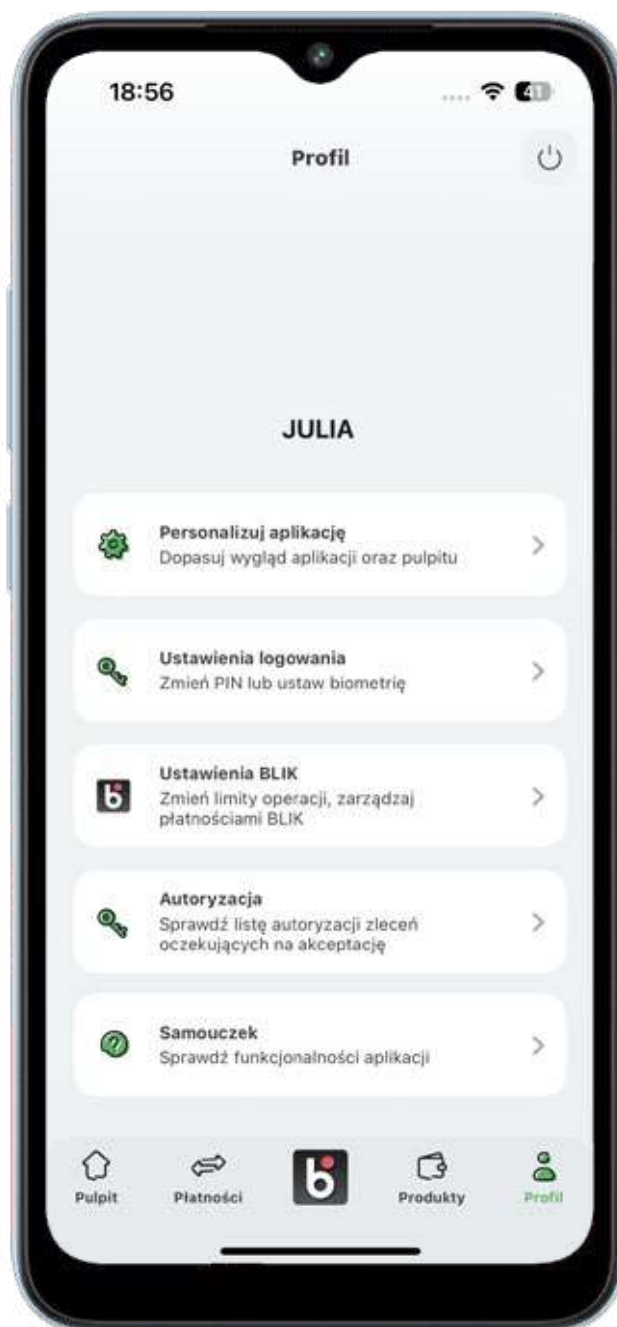 18:56
41
Profil
JULIA
Personalizuj aplikację
Dopasuj wygląd aplikacji oraz pulpitu
Ustawienia logowania
Zmień PIN lub ustaw biometrię
Ustawienia BLIK
Zmień limity operacji, zarządzaj
płatnościami BLIK
Autoryzacja
Sprawdź listę autoryzacji zleceń
oczekujących na akceptację
Samouczek
Sprawdź funkcjonalności aplikacji
Pulpit
Płatności
Produkty
Profil